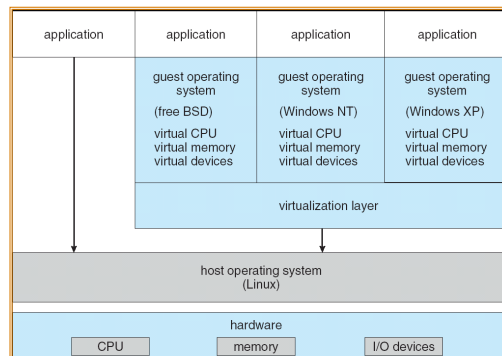 application
application
application
application
guest operating system
(free BSD)
virtual CPU
virtual memory
virtual devices
guest operating system
(Windows NT)
virtual CPU
virtual memory
virtual devices
guest operating system
(Windows XP)
virtual CPU
virtual memory
virtual devices
virtualization layer
host operating system
(Linux)
hardware
CPU
memory
I/O devices